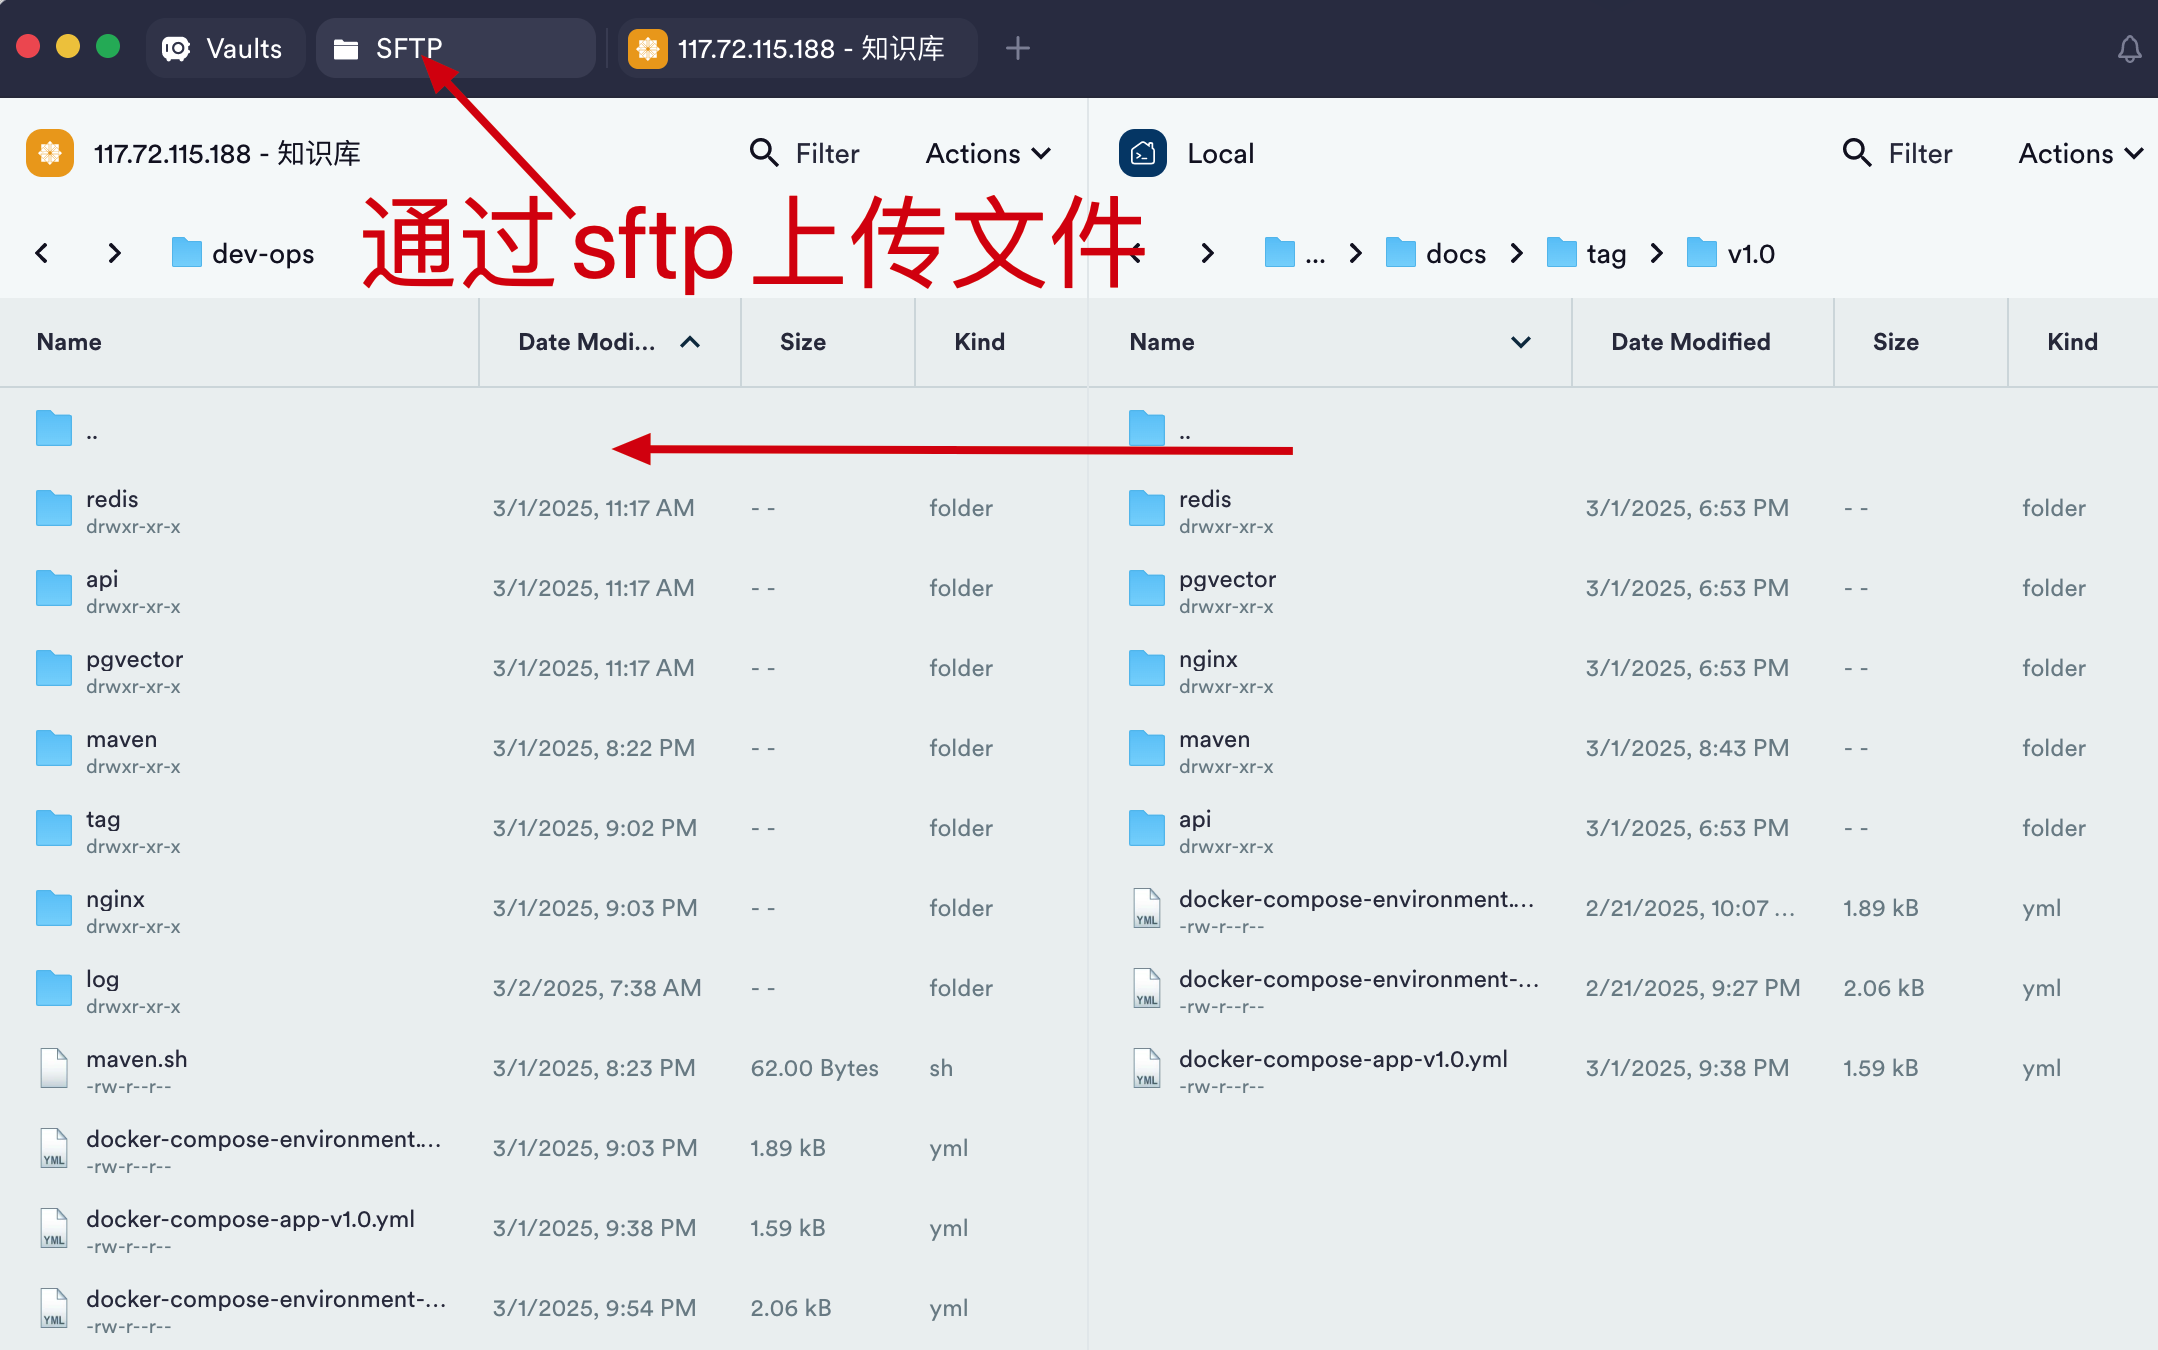 Vaults
SFTP
117.72.115.188 - 知识库
117.72.115.188 - 知识库
Filter
Actions
Local
Filter
Actions
通过sftp上传文件
dev-ops
...
docs
tag
v1.0
Name
Date Modi...
Size
Kind
Name
Date Modified
Size
Kind
..
redis
drwxr-xr-x
3/1/2025, 11:17 AM
- -
folder
api
drwxr-xr-x
3/1/2025, 11:17 AM
- -
folder
pgvector
drwxr-xr-x
3/1/2025, 11:17 AM
- -
folder
maven
drwxr-xr-x
3/1/2025, 8:22 PM
- -
folder
tag
drwxr-xr-x
3/1/2025, 9:02 PM
- -
folder
nginx
drwxr-xr-x
3/1/2025, 9:03 PM
- -
folder
log
drwxr-xr-x
3/2/2025, 7:38 AM
- -
folder
maven.sh
-rw-r--r--
3/1/2025, 8:23 PM
62.00 Bytes
sh
YML
docker-compose-environment....
-rw-r--r--
3/1/2025, 9:03 PM
1.89 kB
yml
YML
docker-compose-app-v1.0.yml
-rw-r--r--
3/1/2025, 9:38 PM
1.59 kB
yml
YML
docker-compose-environment-...
-rw-r--r--
3/1/2025, 9:54 PM
2.06 kB
yml
..
redis
drwxr-xr-x
3/1/2025, 6:53 PM
- -
folder
pgvector
drwxr-xr-x
3/1/2025, 6:53 PM
- -
folder
nginx
drwxr-xr-x
3/1/2025, 6:53 PM
- -
folder
maven
drwxr-xr-x
3/1/2025, 8:43 PM
- -
folder
api
drwxr-xr-x
3/1/2025, 6:53 PM
- -
folder
YML
docker-compose-environment....
-rw-r--r--
2/21/2025, 10:07 ...
1.89 kB
yml
YML
docker-compose-environment-...
-rw-r--r--
2/21/2025, 9:27 PM
2.06 kB
yml
YML
docker-compose-app-v1.0.yml
-rw-r--r--
3/1/2025, 9:38 PM
1.59 kB
yml